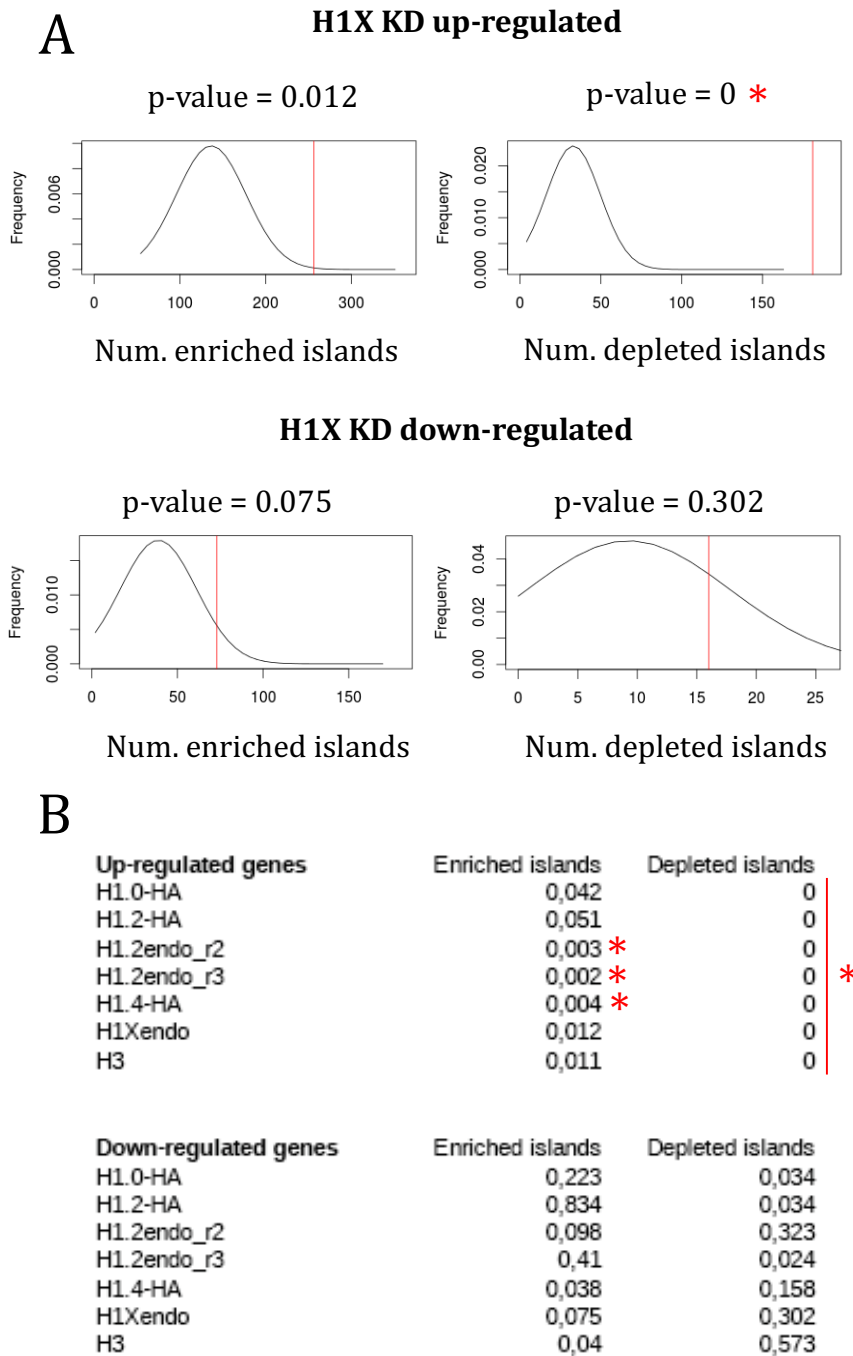 A
H1X KD up-regulated
p-value = 0.012
p-value = 0 *
Frequency
0.000 0.006
0 100 200 300
Num. enriched islands
Frequency
0.000 0.010 0.020
0 50 100 150
Num. depleted islands
H1X KD down-regulated
p-value = 0.075
p-value = 0.302
Frequency
0.000 0.010
0 50 100 150
Num. enriched islands
Frequency
0.00 0.02 0.04
0 5 10 15 20 25
Num. depleted islands
B
Up-regulated genes Enriched islands Depleted islands
H1.0-HA 0,042 0
H1.2-HA 0,051 0
H1.2endo_r2 0,003 * 0
H1.2endo_r3 0,002 * 0 *
H1.4-HA 0,004 * 0
H1Xendo 0,012 0
H3 0,011 0
Down-regulated genes Enriched islands Depleted islands
H1.0-HA 0,223 0,034
H1.2-HA 0,834 0,034
H1.2endo_r2 0,098 0,323
H1.2endo_r3 0,41 0,024
H1.4-HA 0,038 0,158
H1Xendo 0,075 0,302
H3 0,04 0,573